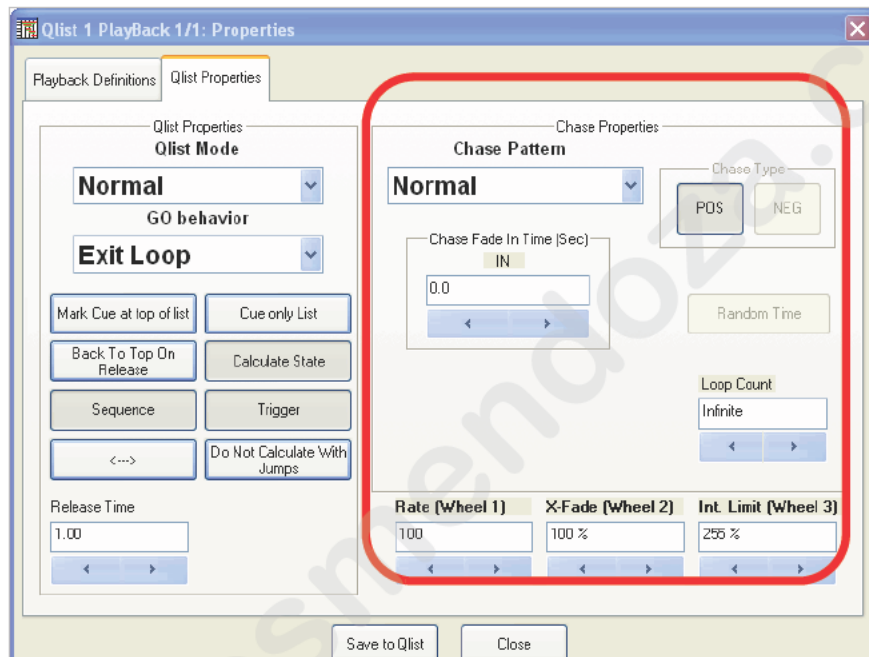 Qlist 1 PlayBack 1/1: Properties
Playback Definitions
Qlist Properties
Qlist Properties
Qlist Mode
Normal
GO behavior
Exit Loop
Mark Cue at top of list
Cue only List
Back To Top On
Release
Calculate State
Sequence
Trigger
<--->
Do Not Calculate With
Jumps
Release Time
1.00
Chase Properties
Chase Pattern
Normal
Chase Type
POS
NEG
Chase Fade In Time (Sec)
IN
0.0
Random Time
Loop Count
Infinite
Rate (Wheel 1)
X-Fade (Wheel 2)
Int. Limit (Wheel 3)
100
100 %
255 %
Save to Qlist
Close
smendoza.c